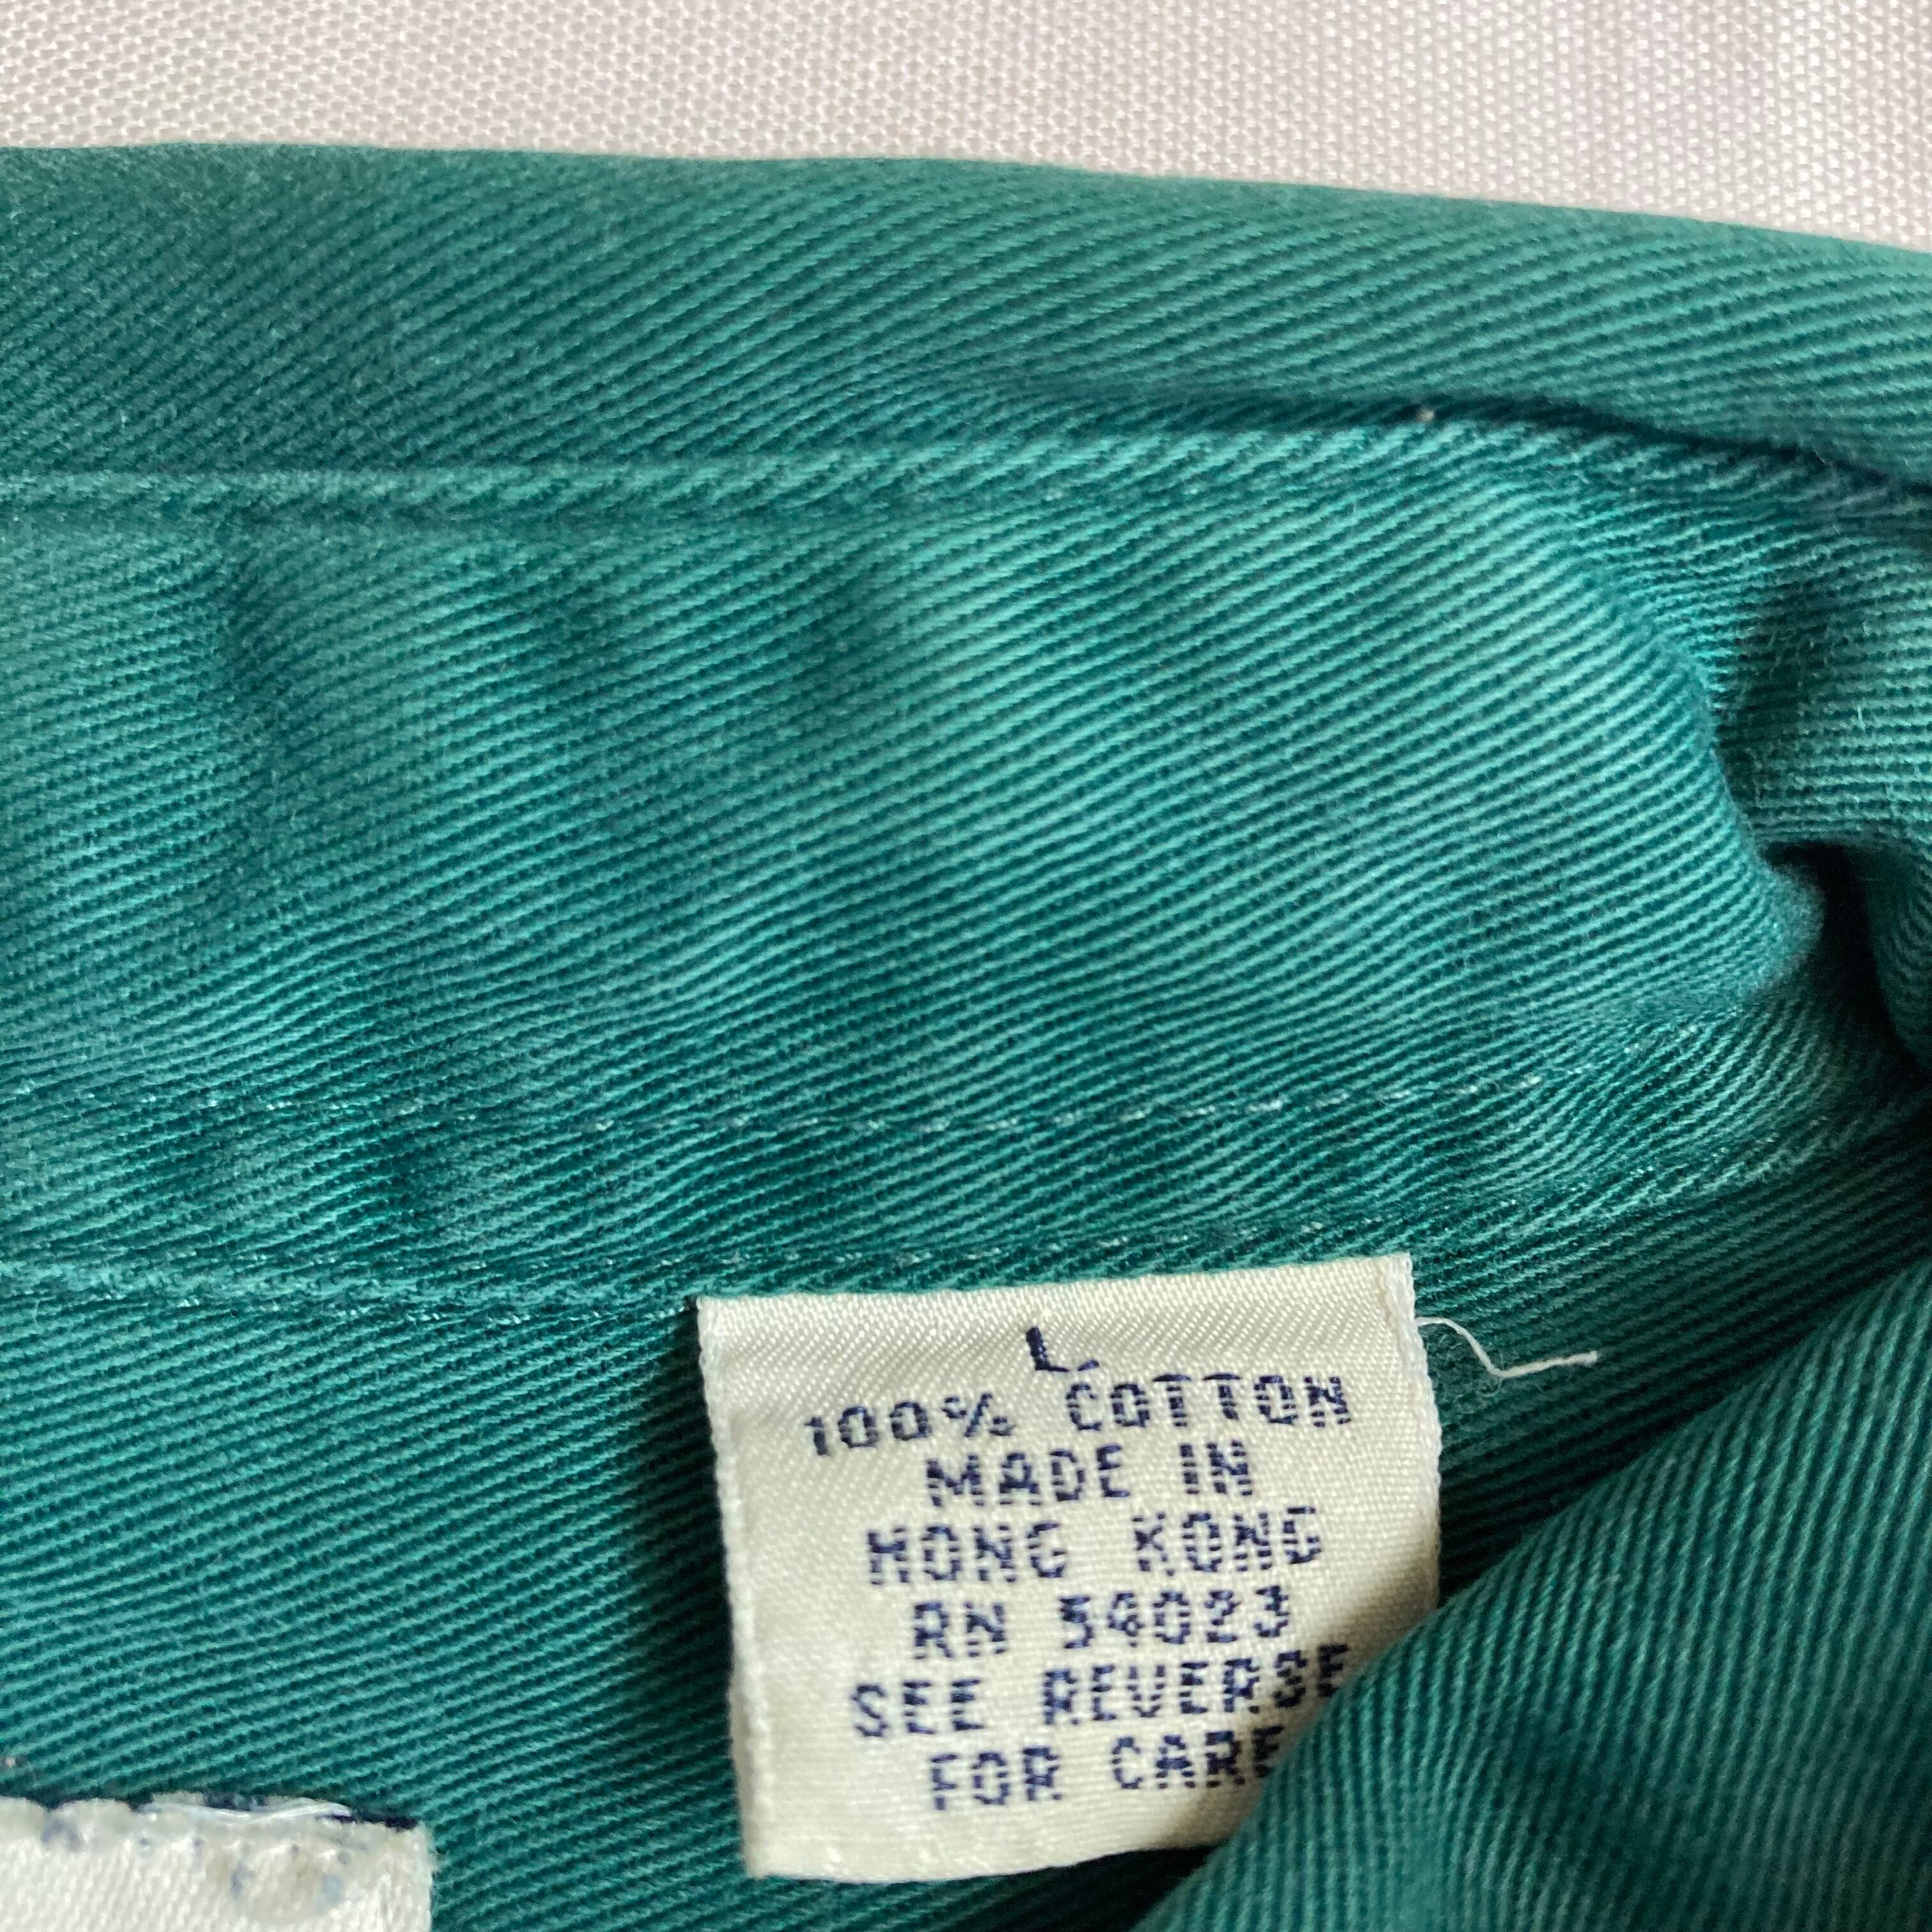 L
100% COTTON
MADE IN
HONG KONG
RN 54023
SEE REVERSE
FOR CARE